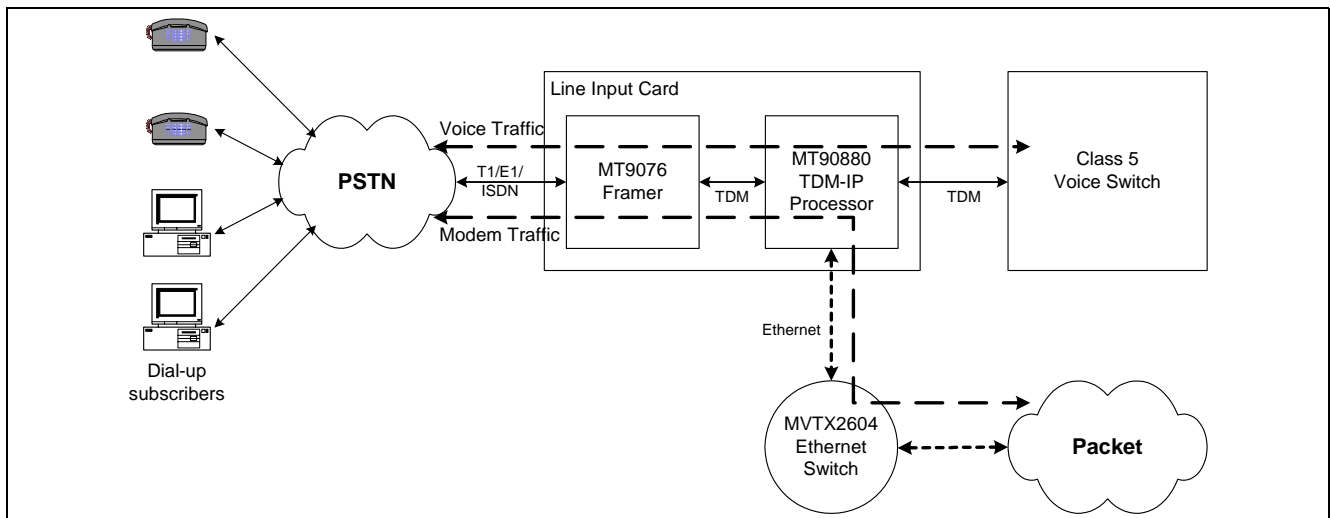 Line Input Card
Voice Traffic
PSTN
T1/E1/
ISDN
MT9076
Framer
TDM
MT90880
TDM-IP
Processor
TDM
Class 5
Voice Switch
Modem Traffic
Ethernet
Dial-up
subscribers
MVTX2604
Ethernet
Switch
Packet